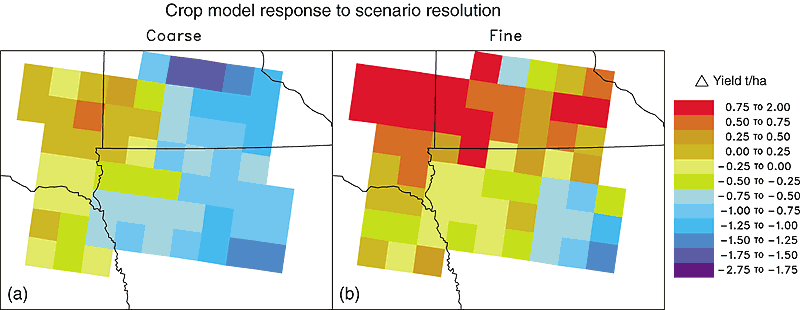 Crop model response to scenario resolution
Coarse
Fine
(a)
(b)
△ Yield t/ha
0.75 TO 2.00
0.50 TO 0.75
0.25 TO 0.50
0.00 TO 0.25
−0.25 TO 0.00
−0.50 TO −0.25
−0.75 TO −0.50
−1.00 TO −0.75
−1.25 TO −1.00
−1.50 TO −1.25
−1.75 TO −1.50
−2.75 TO −1.75